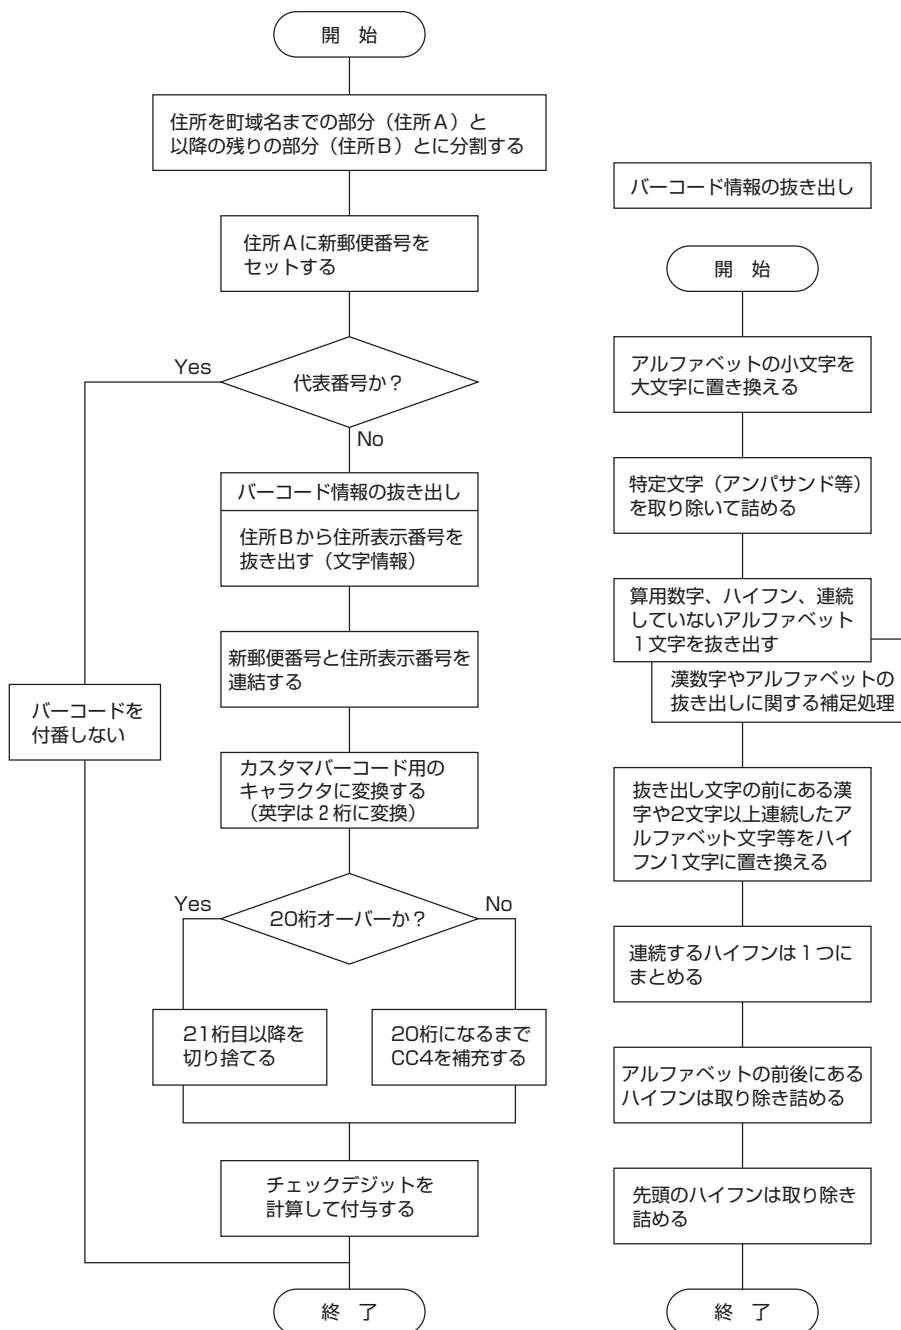 開　始
住所を町域名までの部分（住所Ａ）と
以降の残りの部分（住所Ｂ）とに分割する
住所Ａに新郵便番号を
セットする
代表番号か？
Yes
No
バーコード情報の抜き出し
住所Ｂから住所表示番号を
抜き出す（文字情報）
新郵便番号と住所表示番号を
連結する
バーコードを
付番しない
カスタマバーコード用の
キャラクタに変換する
（英字は２桁に変換）
20桁オーバーか？
Yes
No
21桁目以降を
切り捨てる
20桁になるまで
CC4を補充する
チェックデジットを
計算して付与する
終　了
バーコード情報の抜き出し
開　始
アルファベットの小文字を
大文字に置き換える
特定文字（アンパサンド等）
を取り除いて詰める
算用数字、ハイフン、連続
していないアルファベット
１文字を抜き出す
漢数字やアルファベットの
抜き出しに関する補足処理
抜き出し文字の前にある漢
字や2文字以上連続したア
ルファベット文字等をハイ
フン1文字に置き換える
連続するハイフンは１つに
まとめる
アルファベットの前後にある
ハイフンは取り除き詰める
先頭のハイフンは取り除き
詰める
終　了